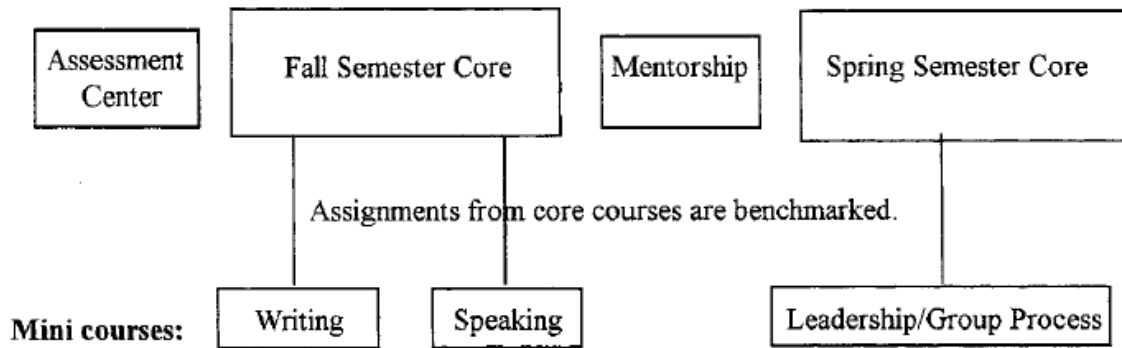 Assessment
Center
Fall Semester Core
Mentorship
Spring Semester Core
Assignments from core courses are benchmarked.
Mini courses:
Writing
Speaking
Leadership/Group Process